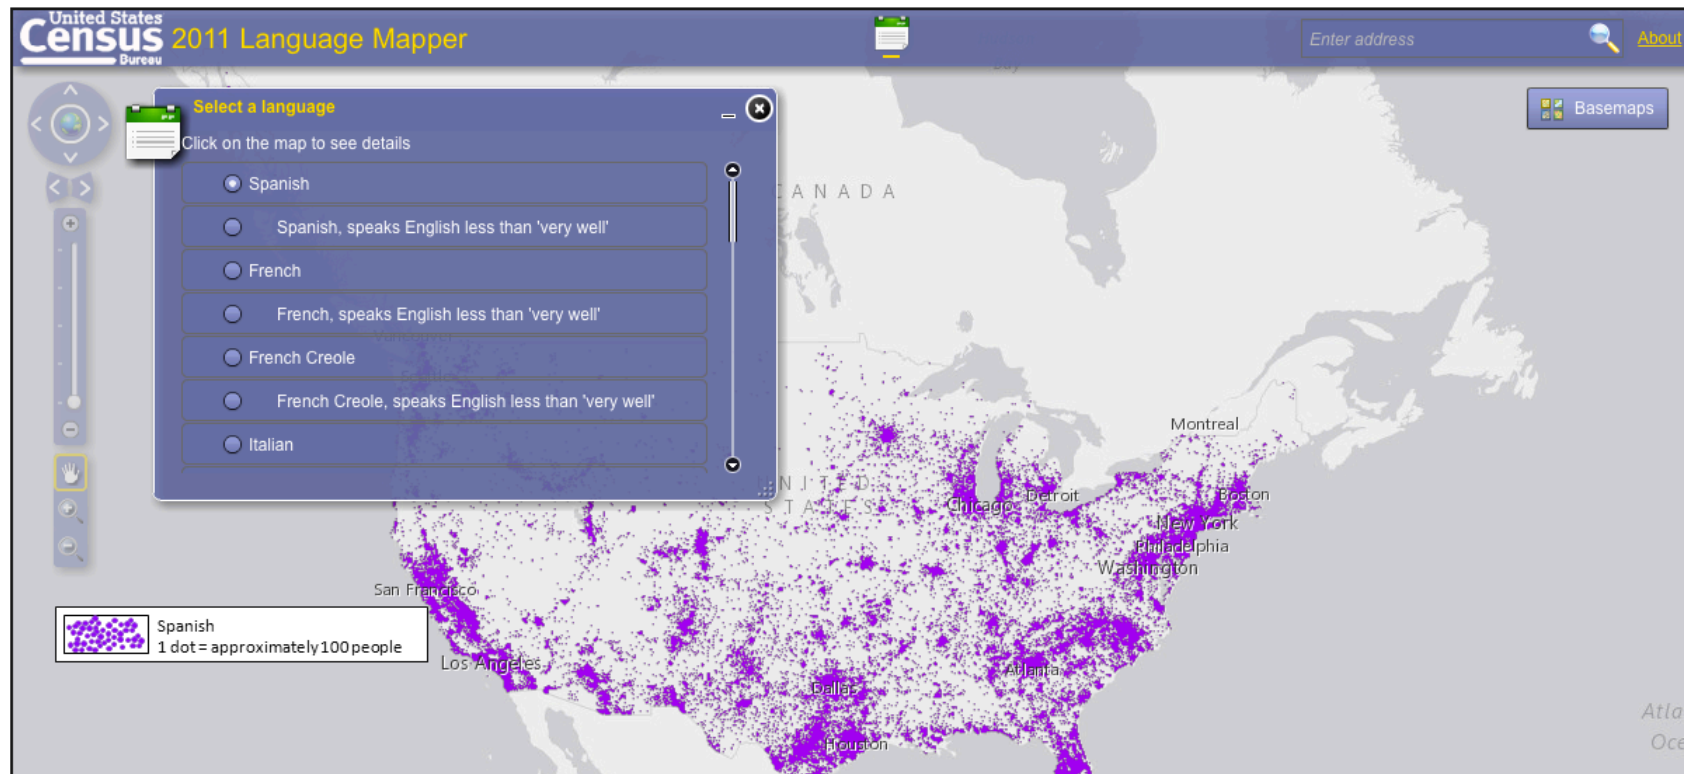 United States
Census
Bureau
2011 Language Mapper
Enter address
About
Select a language
Click on the map to see details
Basemaps
Spanish
Spanish, speaks English less than 'very well'
French
French, speaks English less than 'very well'
French Creole
French Creole, speaks English less than 'very well'
Italian
CANADA
Vancouver
Montreal
UNITED
STATES
Chicago
Detroit
Boston
New York
Philadelphia
Washington
San Francisco
Spanish
1 dot = approximately 100 people
Los Angeles
Atlanta
Dallas
Houston
Atla
Oce